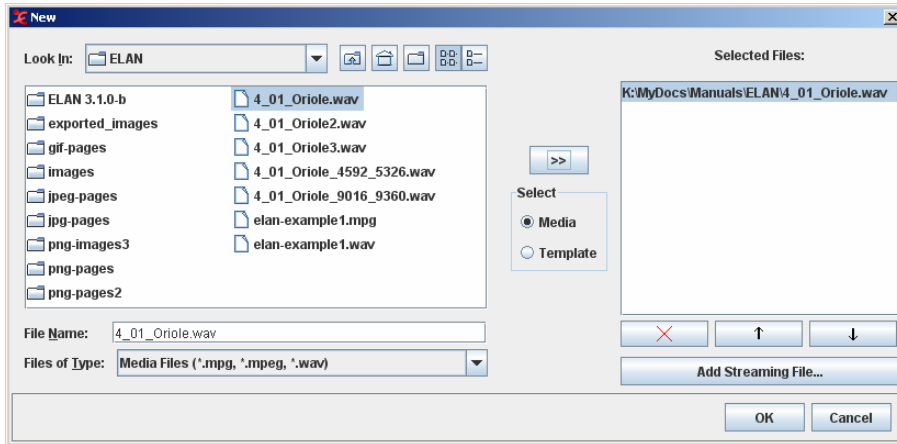 New
Look In: ELAN
Selected Files:
ELAN 3.1.0-b
exported_images
gif-pages
images
jpeg-pages
jpg-pages
png-images3
png-pages
png-pages2
4_01_Oriole.wav
4_01_Oriole2.wav
4_01_Oriole3.wav
4_01_Oriole_4592_5326.wav
4_01_Oriole_9016_9360.wav
elan-example1.mpg
elan-example1.wav
>>
Select
Media
Template
K:\MyDocs\Manuals\ELAN\4_01_Oriole.wav
File Name: 4_01_Oriole.wav
Files of Type: Media Files (*.mpg, *.mpeg, *.wav)
Add Streaming File...
OK
Cancel